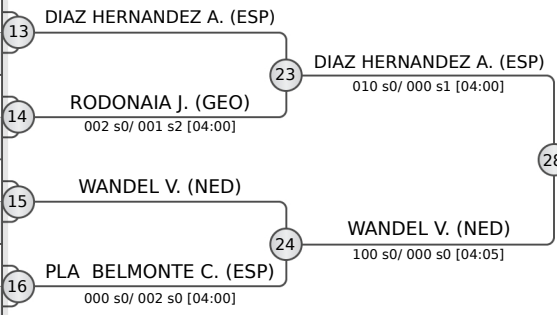 DIAZ HERNANDEZ A. (ESP)
13
DIAZ HERNANDEZ A. (ESP)
23
010 s0/ 000 s1 [04:00]
RODONAIA J. (GEO)
14
002 s0/ 001 s2 [04:00]
28
WANDEL V. (NED)
15
WANDEL V. (NED)
24
100 s0/ 000 s0 [04:05]
PLA BELMONTE C. (ESP)
16
000 s0/ 002 s0 [04:00]